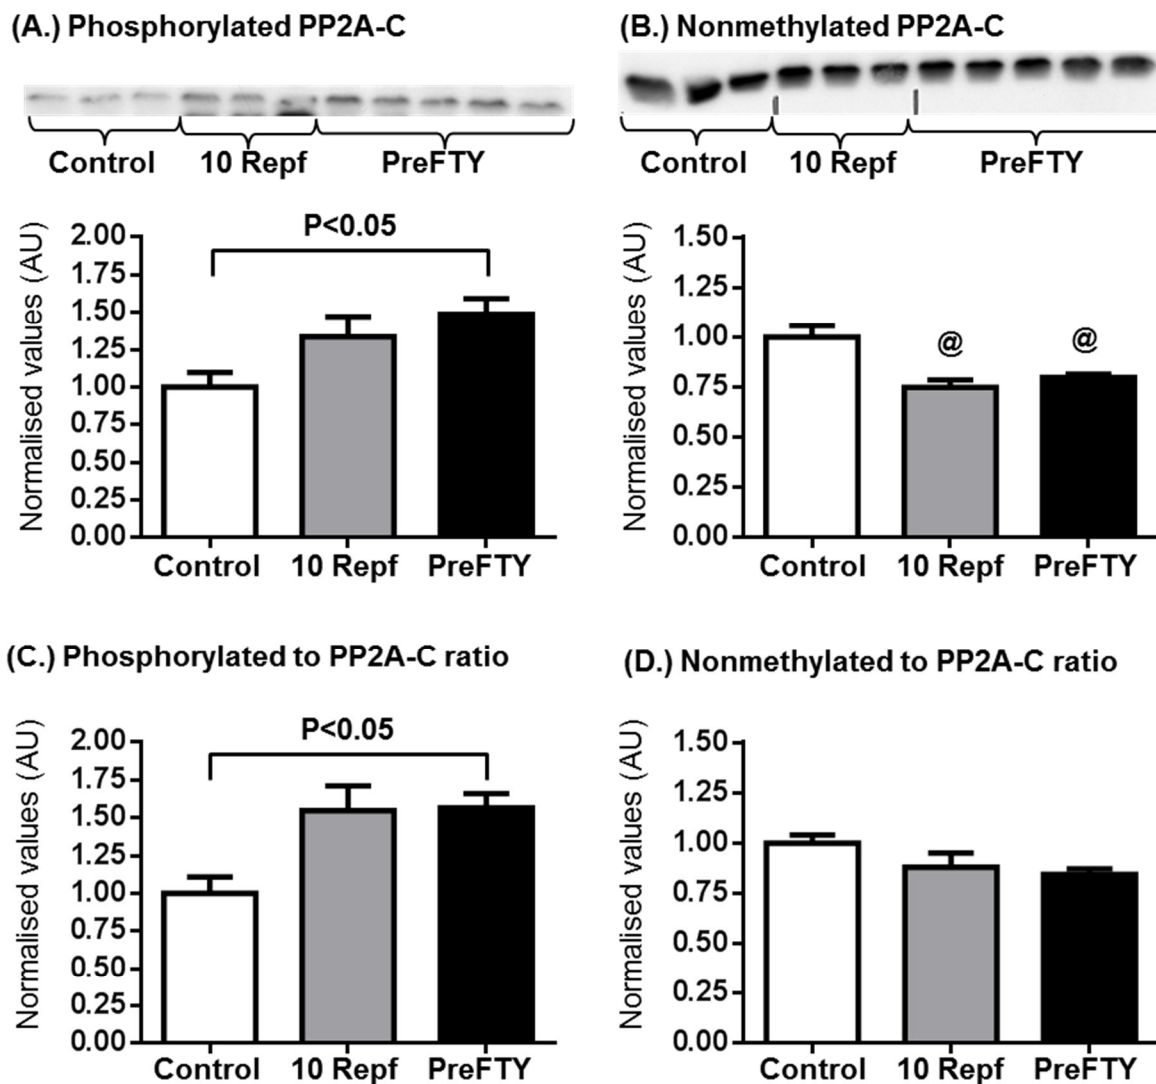 (A.) Phosphorylated PP2A-C
Control 10 Repf PreFTY
P<0.05
Normalised values (AU)
2.00
1.75
1.50
1.25
1.00
0.75
0.50
0.25
0.00
Control 10 Repf PreFTY
(B.) Nonmethylated PP2A-C
Control 10 Repf PreFTY
Normalised values (AU)
1.50
1.25
1.00
0.75
0.50
0.25
0.00
@ @
Control 10 Repf PreFTY
(C.) Phosphorylated to PP2A-C ratio
P<0.05
Normalised values (AU)
2.00
1.75
1.50
1.25
1.00
0.75
0.50
0.25
0.00
Control 10 Repf PreFTY
(D.) Nonmethylated to PP2A-C ratio
Normalised values (AU)
1.50
1.25
1.00
0.75
0.50
0.25
0.00
Control 10 Repf PreFTY